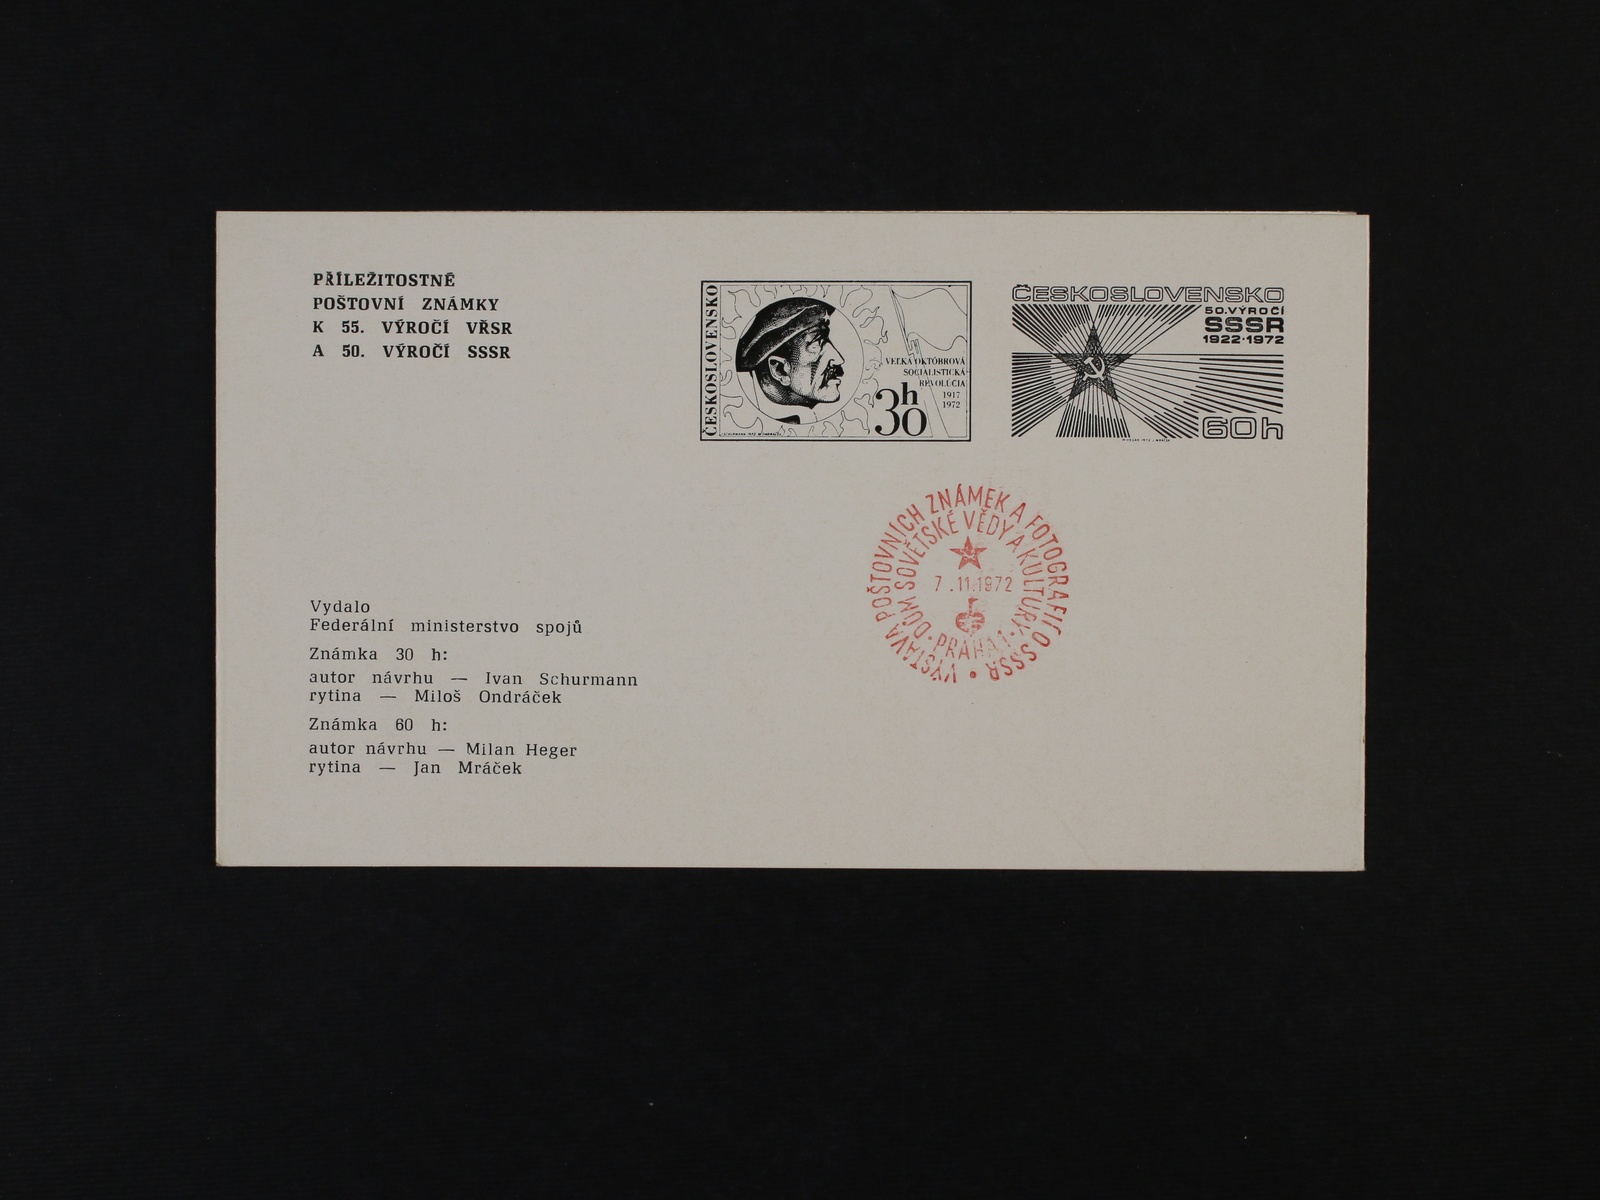 PŘÍLEŽITOSTNÉ
POŠTOVNÍ ZNÁMKY
K 55. VÝROČÍ VŘSR
A 50. VÝROČÍ SSSR
ČESKOSLOVENSKO
VEĽKÁ OKTÓBROVÁ
SOCIALISTICKÁ
REVOLÚCIA
1917
1972
30 h
ČESKOSLOVENSKO
50. VÝROČÍ
SSSR
1922·1972
60h
VÝSTAVA POŠTOVNÍCH ZNÁMEK A FOTOGRAFIÍ O SSSR •
DŮM SOVĚTSKÉ VĚDY A KULTURY ·
7.11.1972
PRAHA 1 ·
Vydalo
Federální ministerstvo spojů
Známka 30 h:
autor návrhu — Ivan Schurmann
rytina — Miloš Ondráček
Známka 60 h:
autor návrhu — Milan Heger
rytina — Jan Mráček